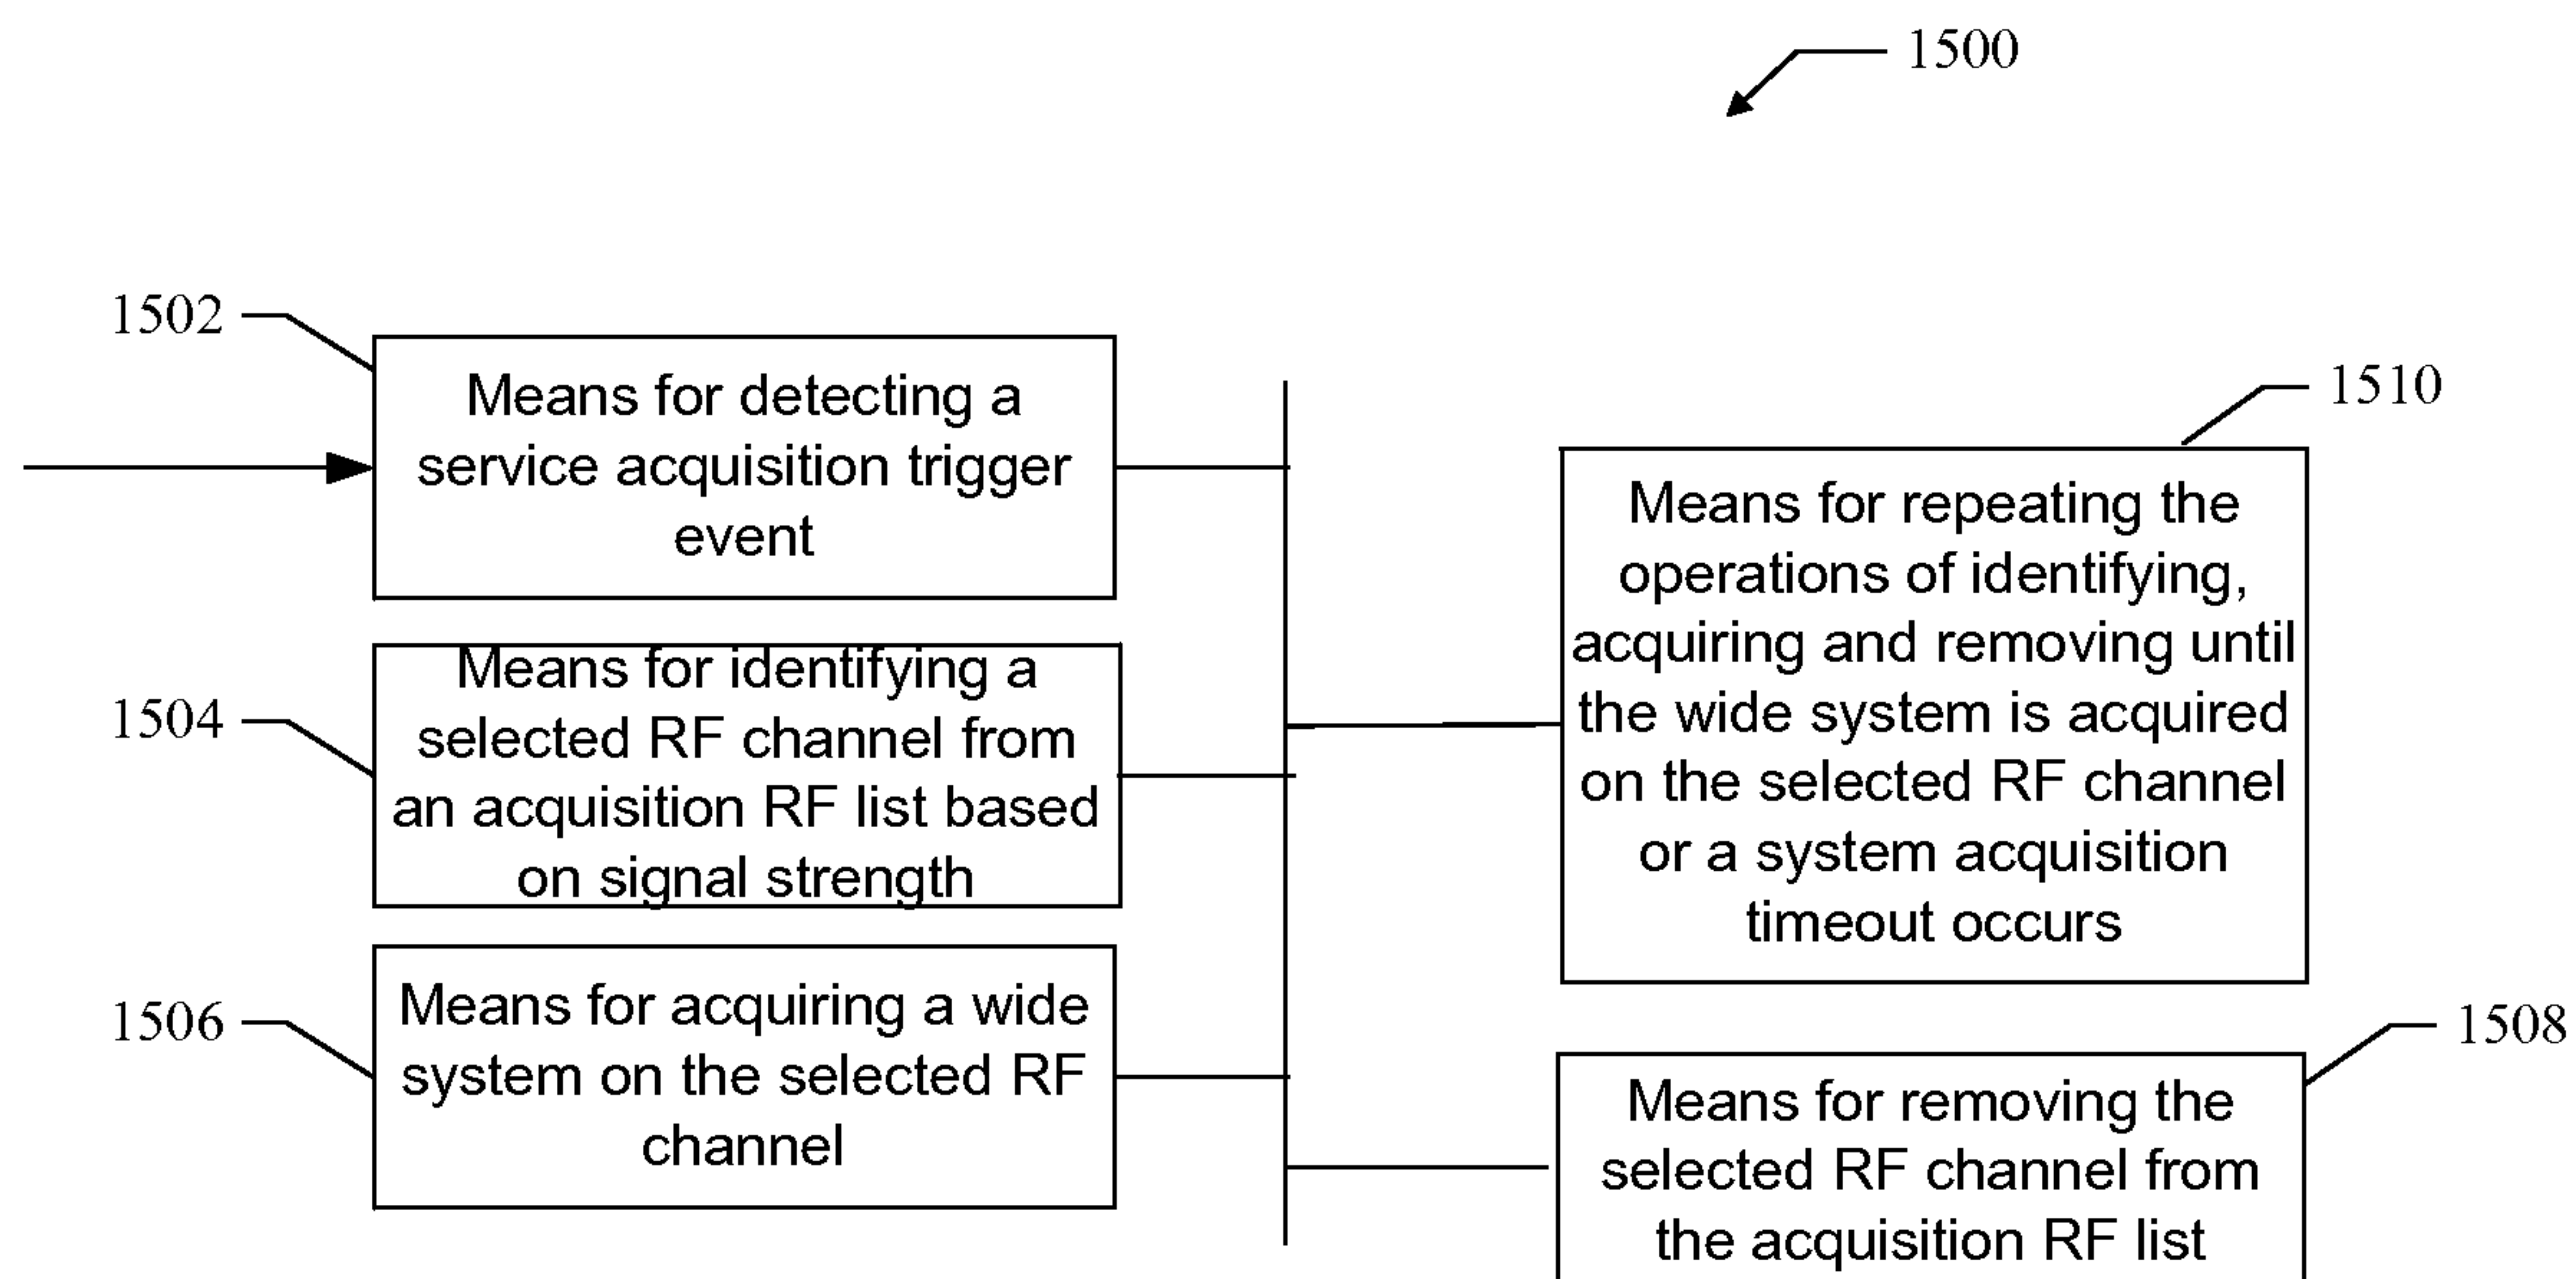 1500
1502
Means for detecting a
service acquisition trigger
event
1504
Means for identifying a
selected RF channel from
an acquisition RF list based
on signal strength
1506
Means for acquiring a wide
system on the selected RF
channel
1510
Means for repeating the
operations of identifying,
acquiring and removing until
the wide system is acquired
on the selected RF channel
or a system acquisition
timeout occurs
1508
Means for removing the
selected RF channel from
the acquisition RF list